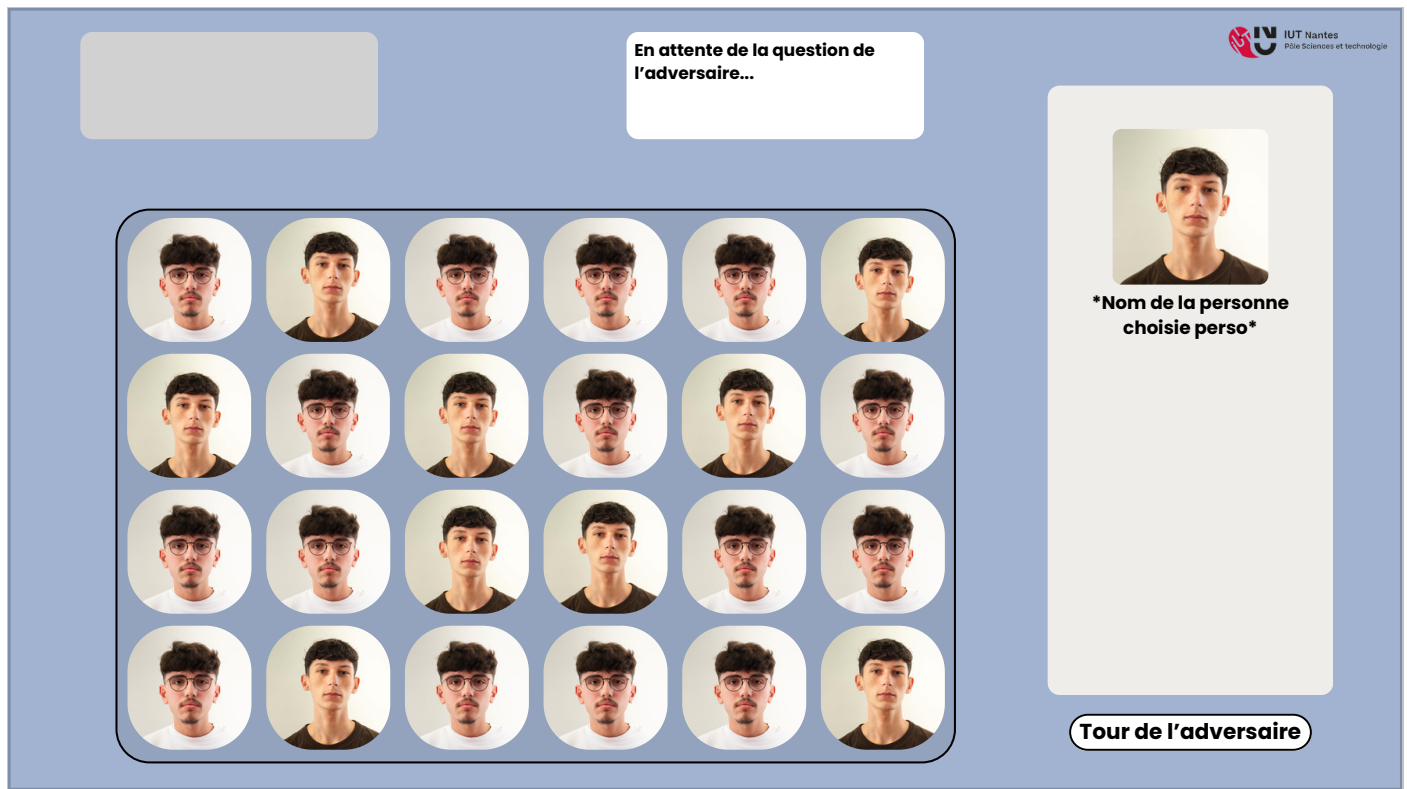 En attente de la question de
l’adversaire...
IUT Nantes
Pôle Sciences et technologie
*Nom de la personne
choisie perso*
Tour de l’adversaire